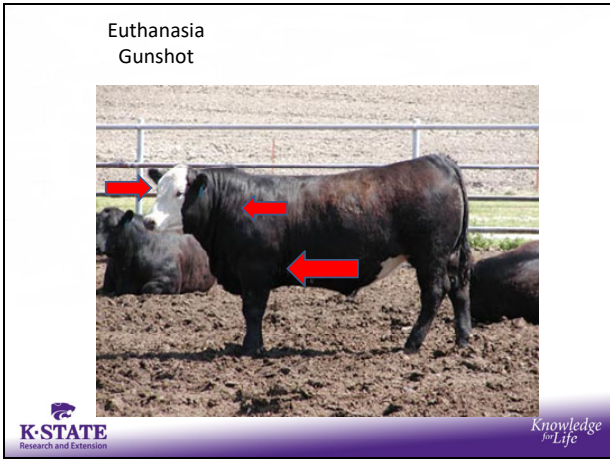 Euthanasia
Gunshot
K-STATE
Research and Extension
Knowledge
for Life